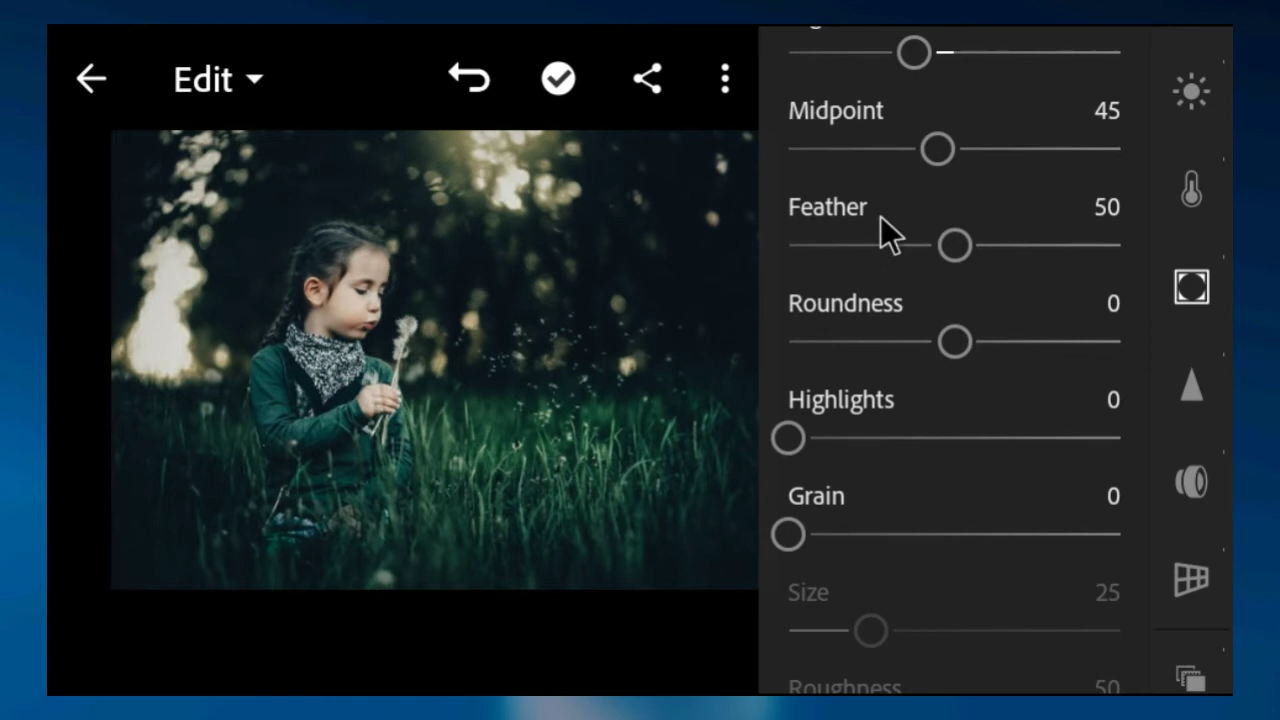 Edit
Midpoint 45
Feather 50
Roundness 0
Highlights 0
Grain 0
Size 25
Roughness 50